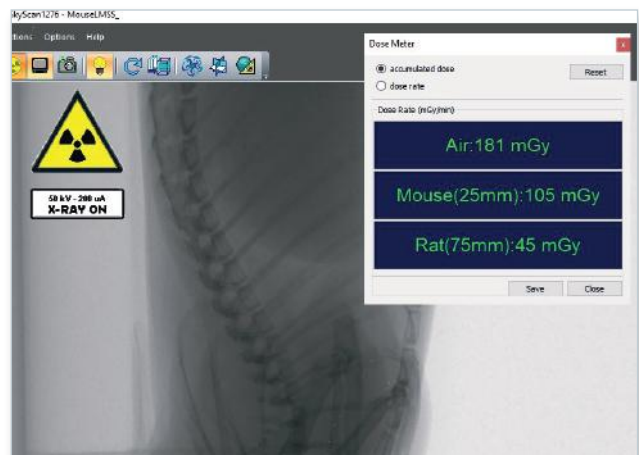 kyScan1276 - MouseLMSS_
tions Options Help
50 kV - 200 uA
X-RAY ON
Dose Meter
x
accumulated dose
dose rate
Reset
Dose Rate (mGy/min)
Air:181 mGy
Mouse(25mm):105 mGy
Rat(75mm):45 mGy
Save
Close